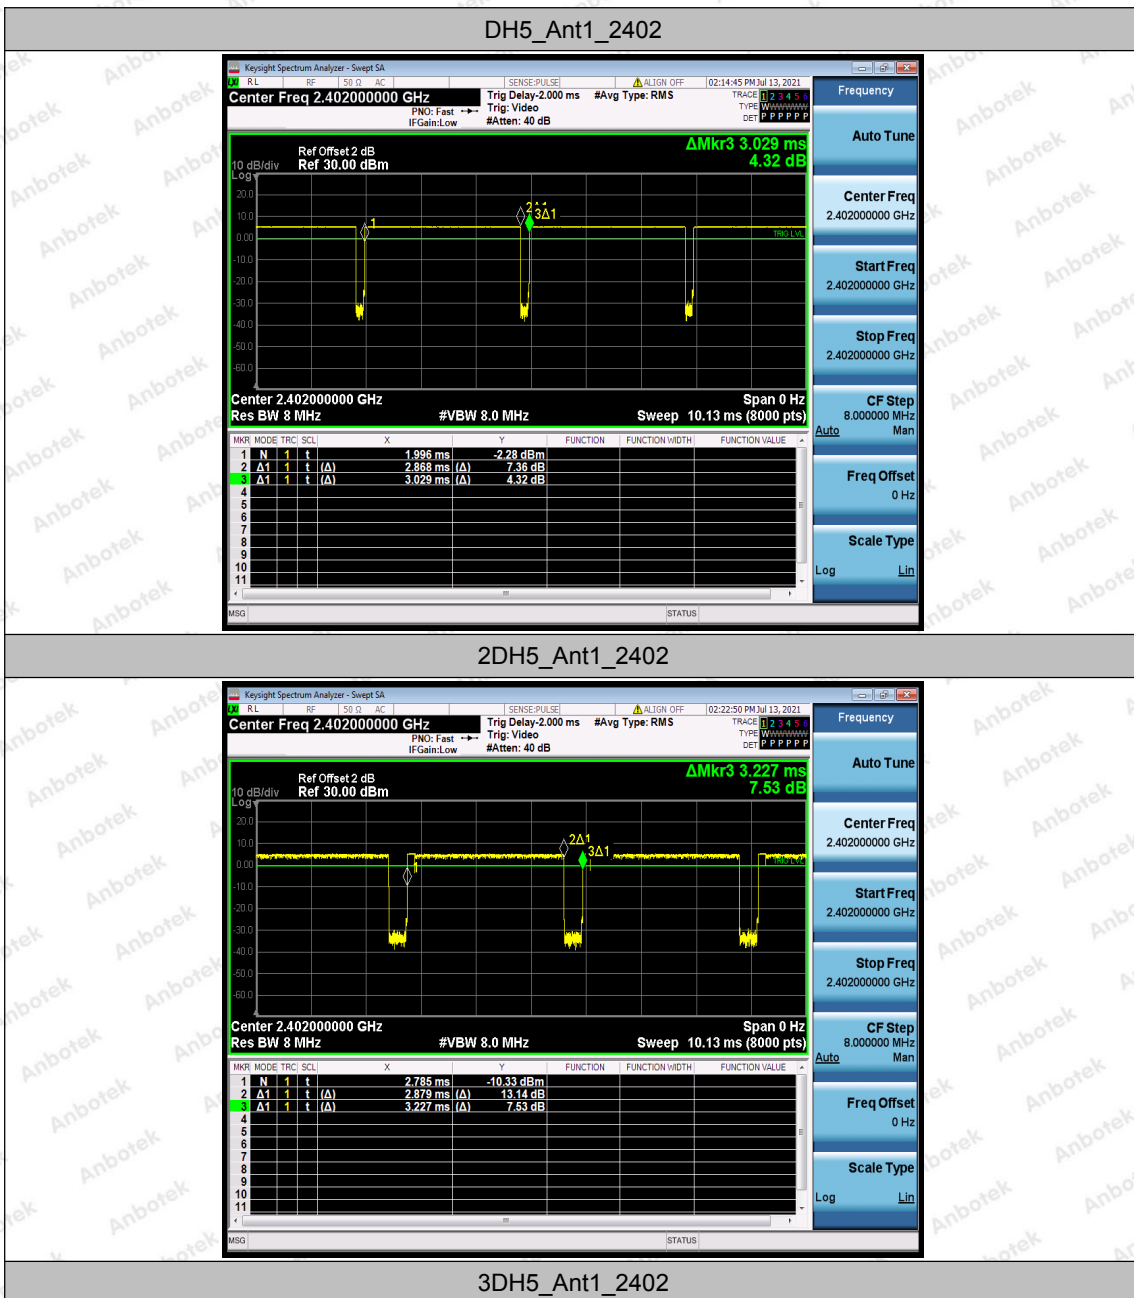 DH5_Ant1_2402
Keysight Spectrum Analyzer - Swept SA
RL RF 50 Ω AC SENSE:PULSE ALIGN OFF 02:14:45 PM Jul 13, 2021
Center Freq 2.402000000 GHz
PNO: Fast
IFGain:Low
Trig Delay-2.000 ms
Trig: Video
#Atten: 40 dB
#Avg Type: RMS
TRACE 1 2 3 4 5 6
TYPE W
DET P P P P P P
ΔMkr3 3.029 ms
4.32 dB
Ref Offset 2 dB
10 dB/div Ref 30.00 dBm
Log
20.0
10.0
0.00
-10.0
-20.0
-30.0
-40.0
-50.0
-60.0
1
3Δ1
TRIG LVL
Center 2.402000000 GHz Span 0 Hz
Res BW 8 MHz #VBW 8.0 MHz Sweep 10.13 ms (8000 pts)
MKR MODE TRC SCL X Y FUNCTION FUNCTION WIDTH FUNCTION VALUE
1 N 1 t 1.996 ms -2.28 dBm
2 Δ1 1 t (Δ) 2.868 ms (Δ) 7.36 dB
3 Δ1 1 t (Δ) 3.029 ms (Δ) 4.32 dB
4
5
6
7
8
9
10
11
MSG STATUS
Frequency
Auto Tune
Center Freq
2.402000000 GHz
Start Freq
2.402000000 GHz
Stop Freq
2.402000000 GHz
CF Step
8.000000 MHz
Auto Man
Freq Offset
0 Hz
Scale Type
Log Lin
2DH5_Ant1_2402
Keysight Spectrum Analyzer - Swept SA
RL RF 50 Ω AC SENSE:PULSE ALIGN OFF 02:22:50 PM Jul 13, 2021
Center Freq 2.402000000 GHz
PNO: Fast
IFGain:Low
Trig Delay-2.000 ms
Trig: Video
#Atten: 40 dB
#Avg Type: RMS
TRACE 1 2 3 4 5 6
TYPE W
DET P P P P P P
ΔMkr3 3.227 ms
7.53 dB
Ref Offset 2 dB
10 dB/div Ref 30.00 dBm
Log
20.0
10.0
0.00
-10.0
-20.0
-30.0
-40.0
-50.0
-60.0
2Δ1
3Δ1
TRIG LVL
Center 2.402000000 GHz Span 0 Hz
Res BW 8 MHz #VBW 8.0 MHz Sweep 10.13 ms (8000 pts)
MKR MODE TRC SCL X Y FUNCTION FUNCTION WIDTH FUNCTION VALUE
1 N 1 t 2.785 ms -10.33 dBm
2 Δ1 1 t (Δ) 2.879 ms (Δ) 13.14 dB
3 Δ1 1 t (Δ) 3.227 ms (Δ) 7.53 dB
4
5
6
7
8
9
10
11
MSG STATUS
Frequency
Auto Tune
Center Freq
2.402000000 GHz
Start Freq
2.402000000 GHz
Stop Freq
2.402000000 GHz
CF Step
8.000000 MHz
Auto Man
Freq Offset
0 Hz
Scale Type
Log Lin
3DH5_Ant1_2402
Anbotek